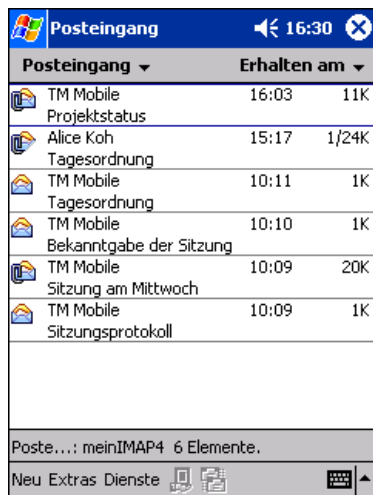 Posteingang 16:30
Posteingang Erhalten am
TM Mobile 16:03 11K
Projektstatus
Alice Koh 15:17 1/24K
Tagesordnung
TM Mobile 10:11 1K
Tagesordnung
TM Mobile 10:10 1K
Bekanntgabe der Sitzung
TM Mobile 10:09 20K
Sitzung am Mittwoch
TM Mobile 10:09 1K
Sitzungsprotokoll
Poste...: meinIMAP4 6 Elemente.
Neu Extras Dienste